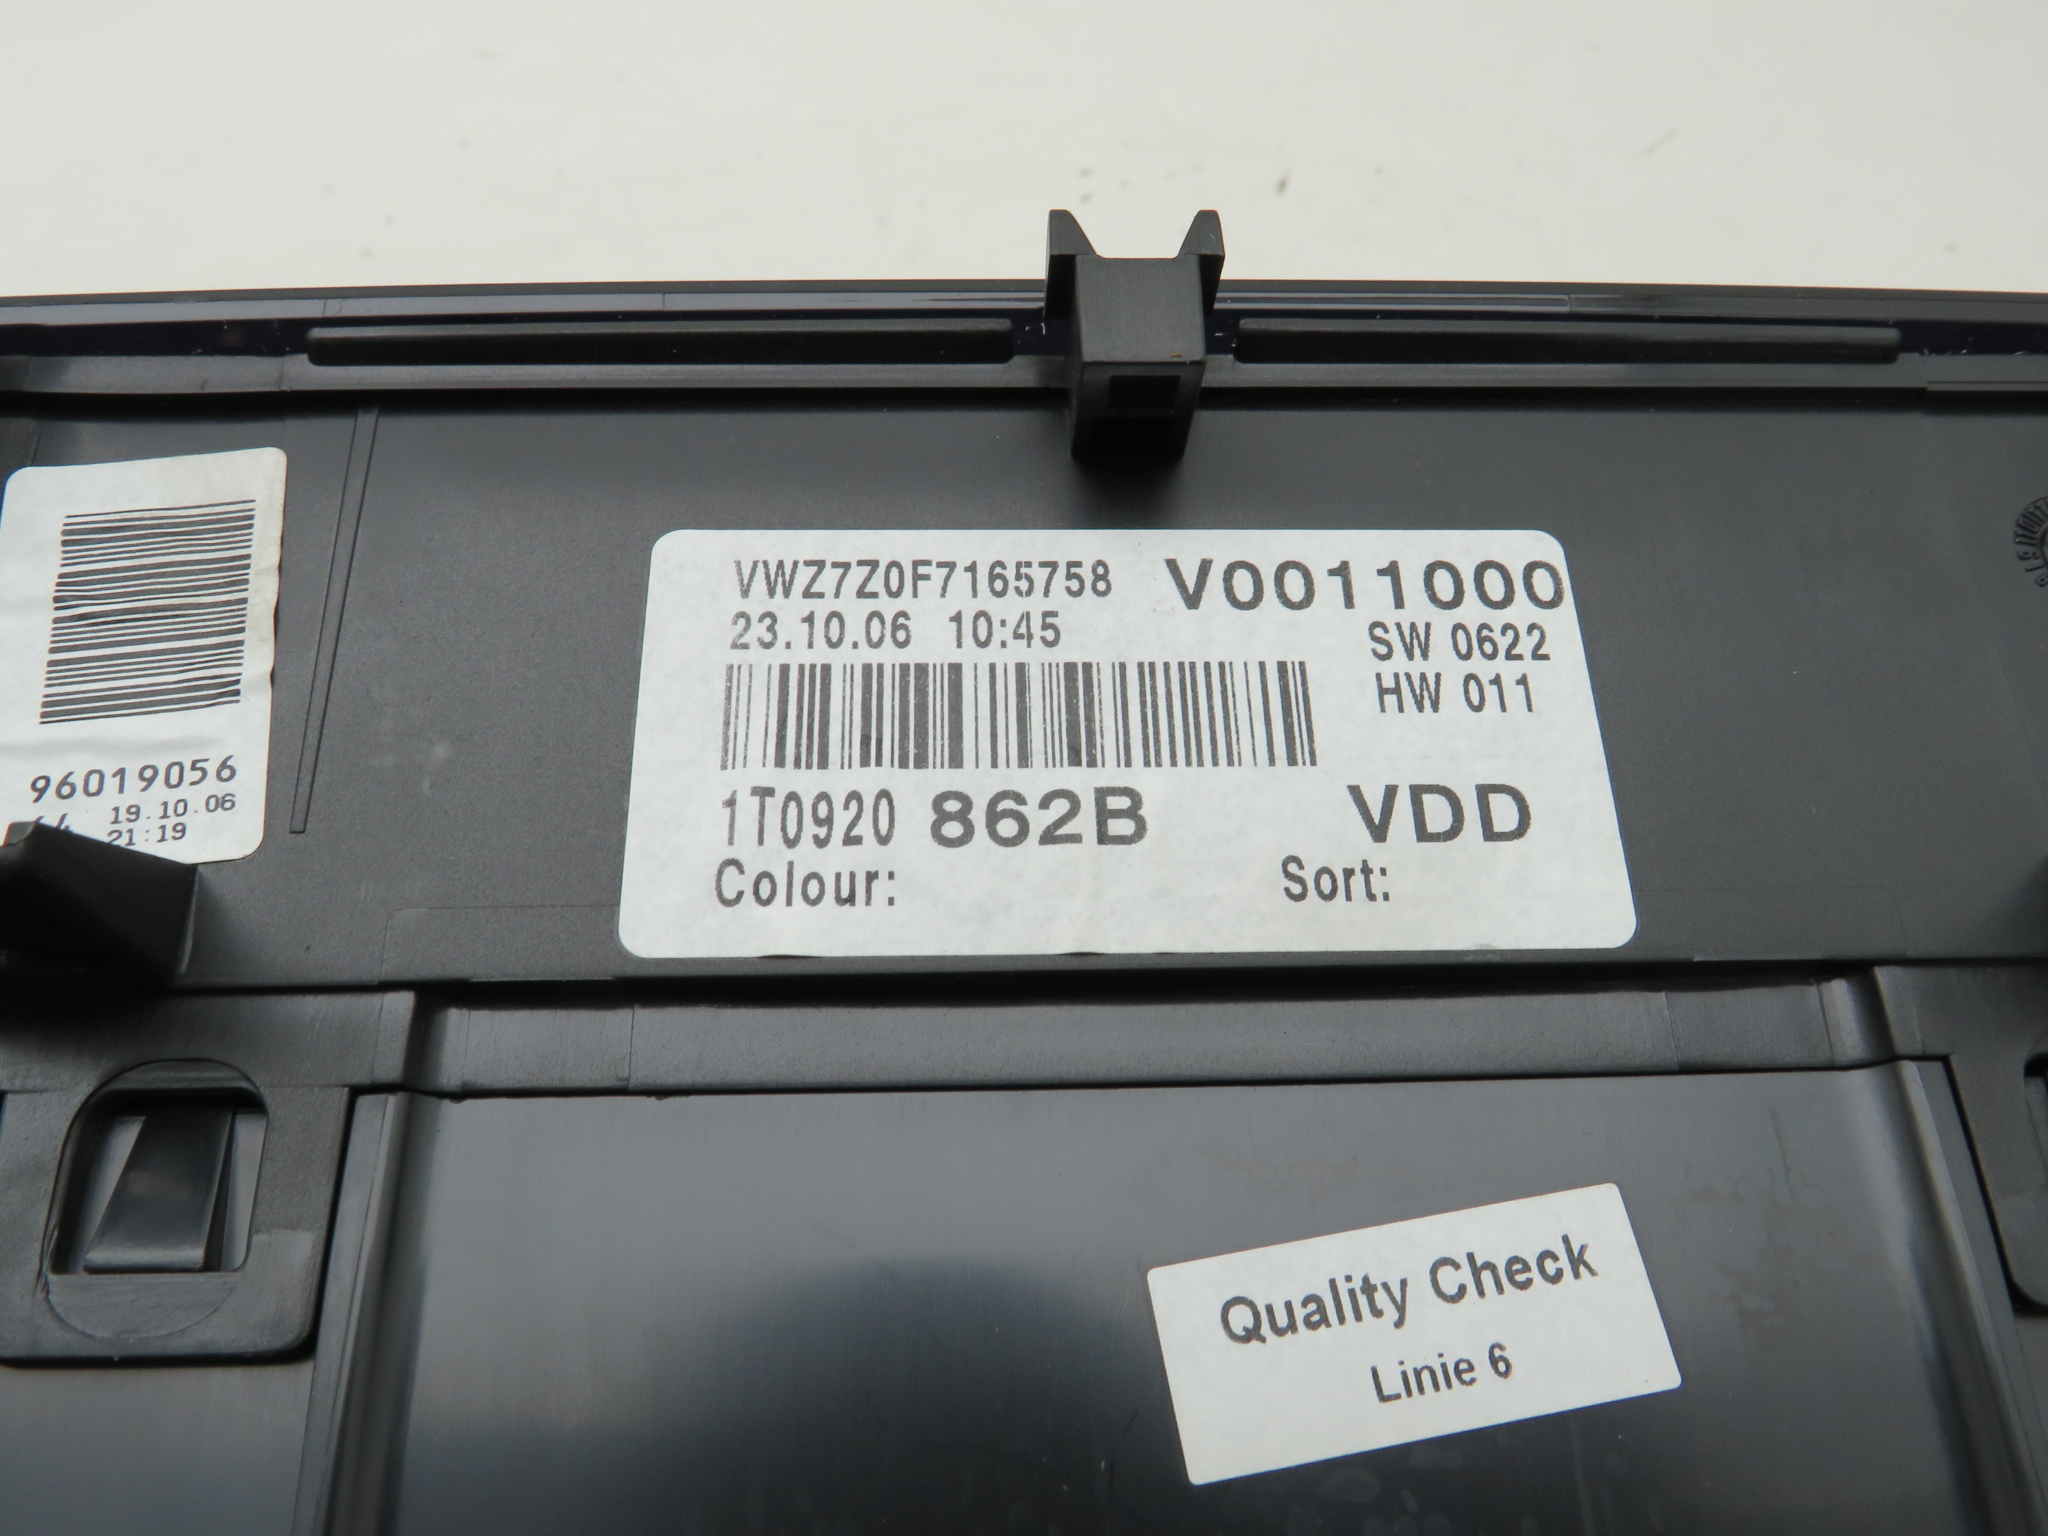 VWZ7Z0F7165758 V0011000
23.10.06 10:45 SW 0622
HW 011
1T0920 862B VDD
Colour: Sort:
96019056
19.10.06
21:19
Quality Check
Linie 6